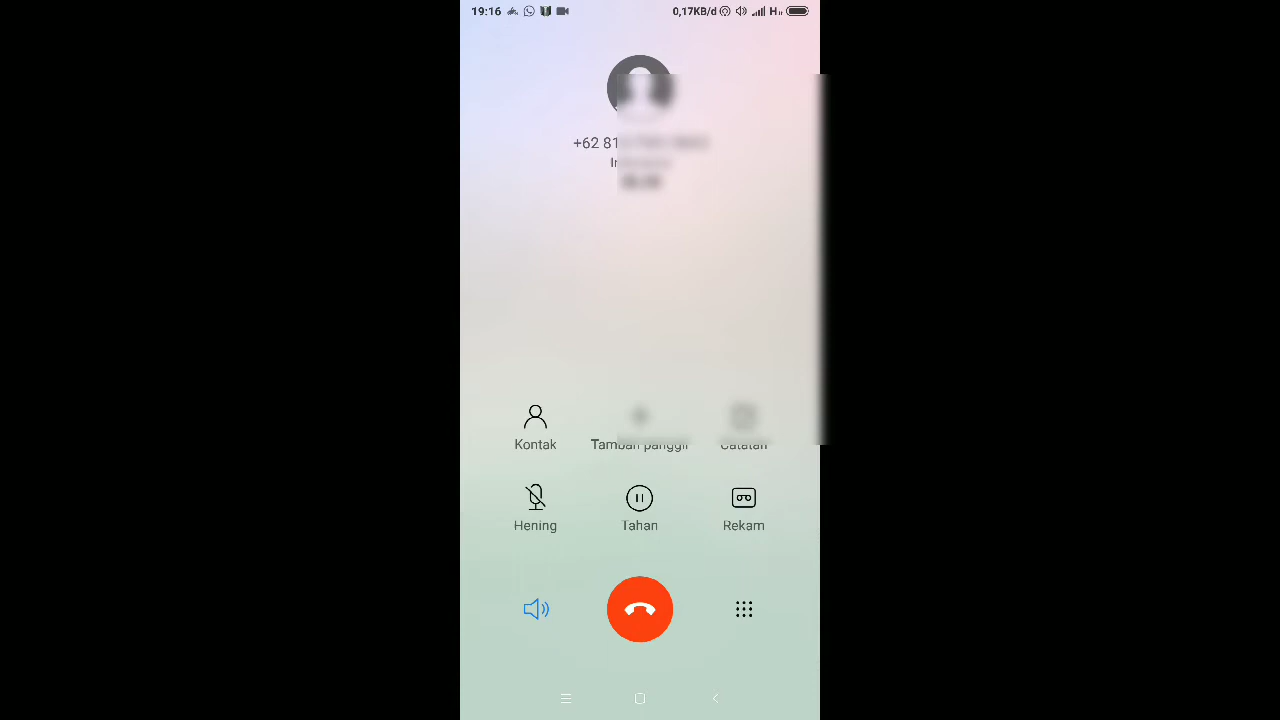 19:16 0,17KB/d H
+62 81
Kontak Tambah panggil Catatan
Hening Tahan Rekam